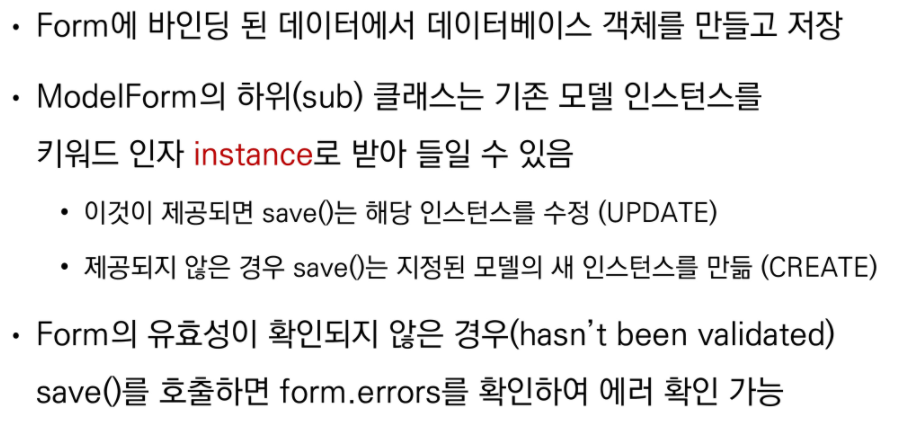 • Form에 바인딩 된 데이터에서 데이터베이스 객체를 만들고 저장
• ModelForm의 하위(sub) 클래스는 기존 모델 인스턴스를
키워드 인자 instance로 받아 들일 수 있음
• 이것이 제공되면 save()는 해당 인스턴스를 수정 (UPDATE)
• 제공되지 않은 경우 save()는 지정된 모델의 새 인스턴스를 만듦 (CREATE)
• Form의 유효성이 확인되지 않은 경우(hasn’t been validated)
save()를 호출하면 form.errors를 확인하여 에러 확인 가능